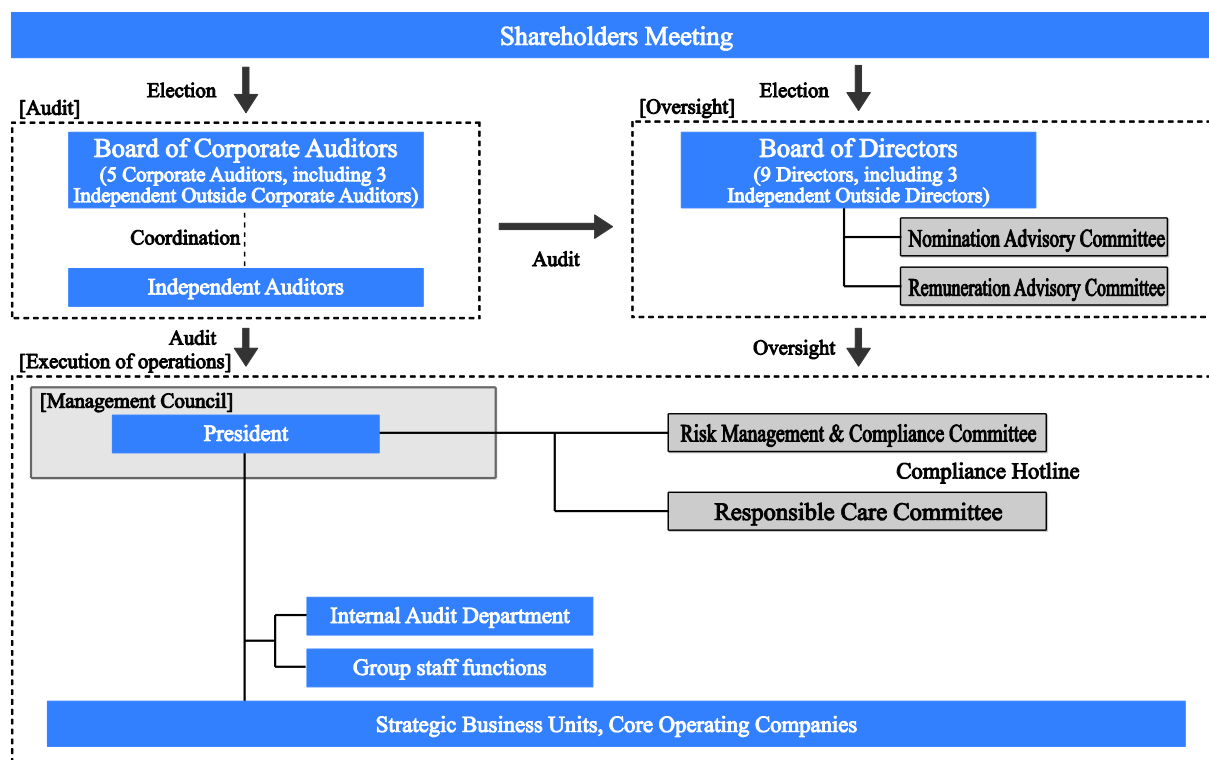 Shareholders Meeting
Election
Election
[Audit]
[Oversight]
Board of Corporate Auditors
(5 Corporate Auditors, including 3
Independent Outside Corporate Auditors)
Board of Directors
(9 Directors, including 3
Independent Outside Directors)
Coordination
Audit
Nomination Advisory Committee
Independent Auditors
Remuneration Advisory Committee
Audit
Oversight
[Execution of operations]
[Management Council]
President
Risk Management & Compliance Committee
Compliance Hotline
Responsible Care Committee
Internal Audit Department
Group staff functions
Strategic Business Units, Core Operating Companies